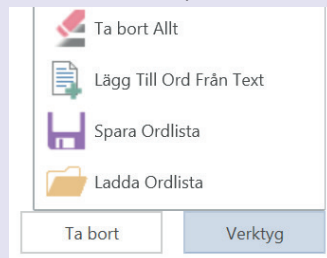 Ta bort Allt
Lägg Till Ord Från Text
Spara Ordlista
Ladda Ordlista
Ta bort
Verktyg